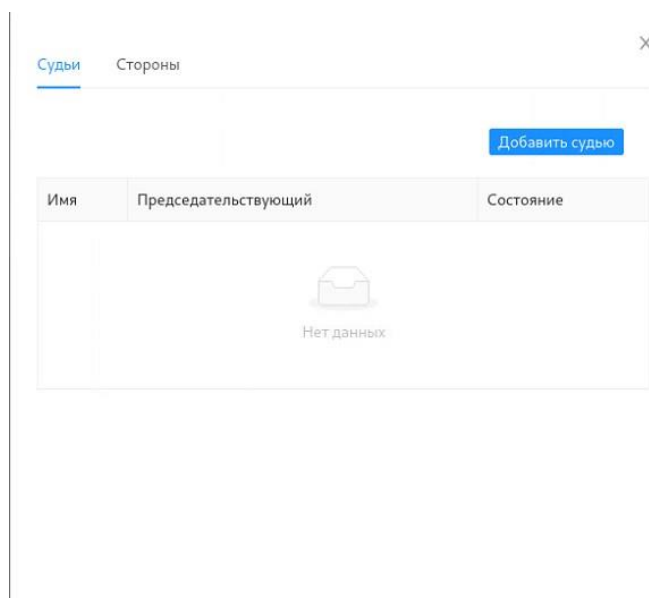 Судьи Стороны
Добавить судью
Имя Председательствующий Состояние
Нет данных